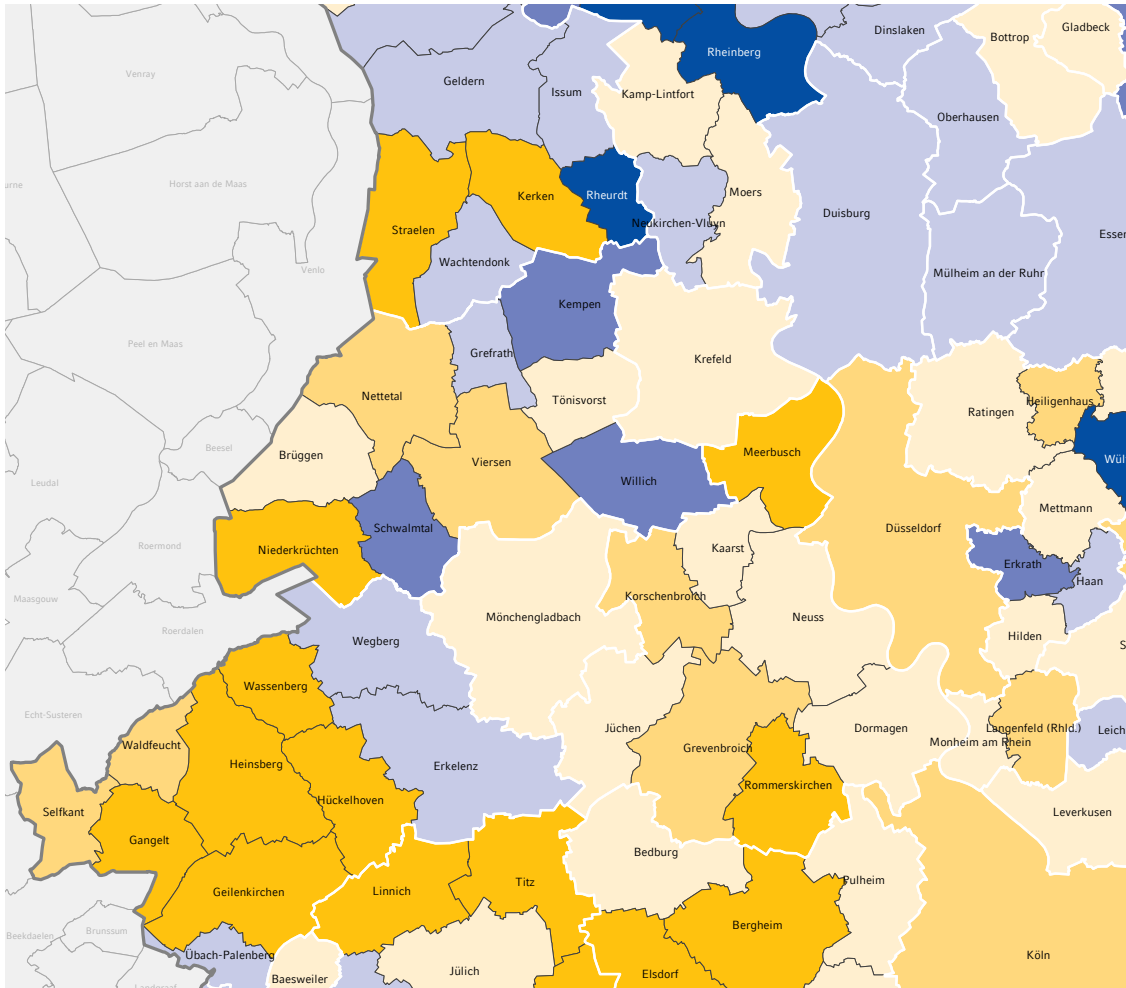 Dinslaken
Gladbeck
Bottrop
Rheinberg
Venray
Geldern
Issum
Kamp-Lintfort
Oberhausen
urne
Horst aan de Maas
Kerken
Rheurdt
Moers
Duisburg
Straelen
Neukirchen-Vluyn
Essen
Wachtendonk
Venlo
Mülheim an der Ruhr
Kempen
Peel en Maas
Grefrath
Krefeld
Nettetal
Tönisvorst
Heiligenhaus
Ratingen
Beesel
Brüggen
Viersen
Meerbusch
Wül
Leudal
Willich
Mettmann
Schwalmtal
Düsseldorf
Roermond
Niederkrüchten
Kaarst
Erkrath
Haan
Maasgouw
Korschenbroich
Mönchengladbach
Neuss
Roerdalen
Wegberg
Hilden
S
Wassenberg
Echt-Susteren
Jüchen
Dormagen
Langenfeld (Rhld.)
Leich
Waldfeucht
Grevenbroich
Monheim am Rhein
Heinsberg
Erkelenz
Rommerskirchen
Hückelhoven
Selfkant
Leverkusen
Gangelt
Bedburg
Titz
Pulheim
Geilenkirchen
Linnich
Bergheim
Brunssum
Beekdaelen
Übach-Palenberg
Köln
Baesweiler
Jülich
Elsdorf
Landgraaf